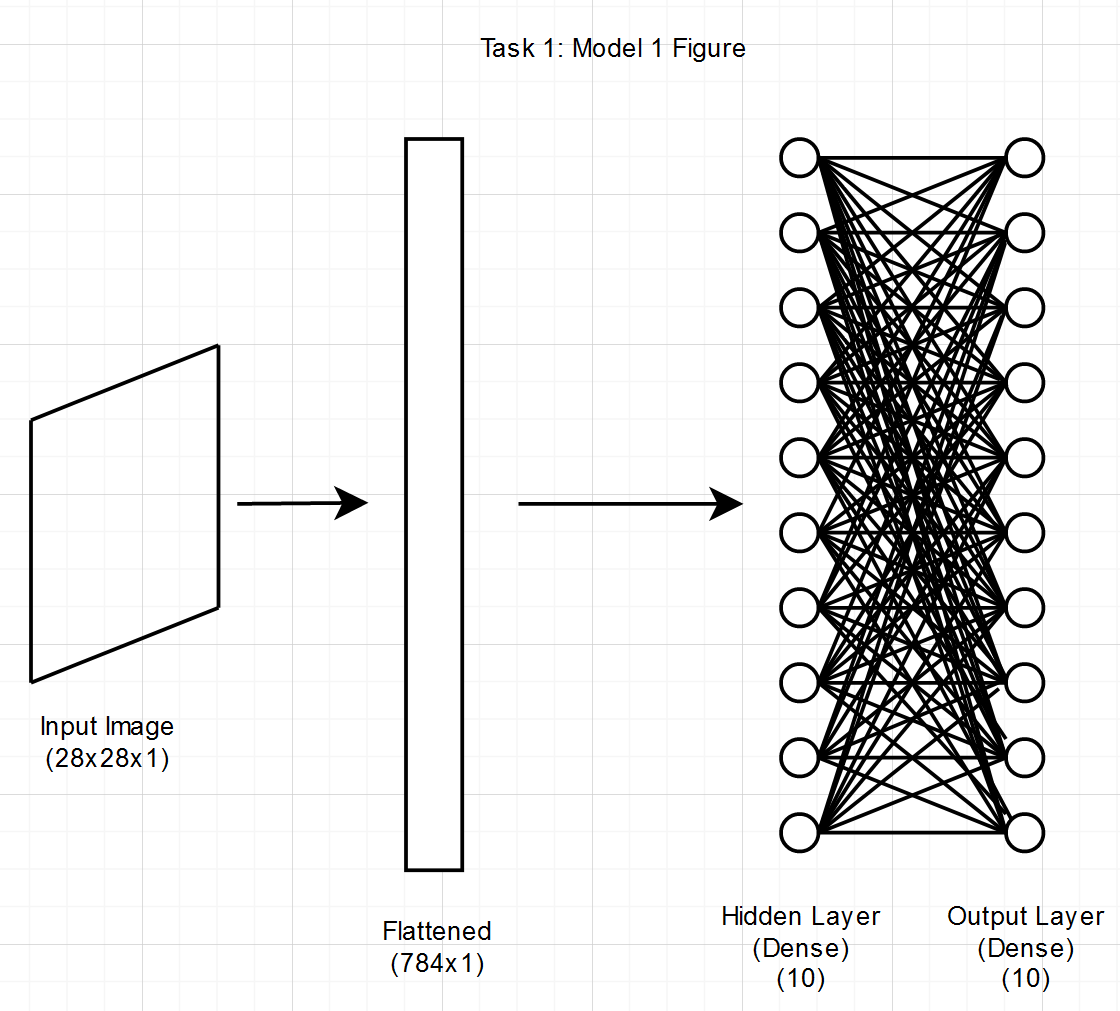 Task 1: Model 1 Figure
Input Image
(28x28x1)
Flattened
(784x1)
Hidden Layer
(Dense)
(10)
Output Layer
(Dense)
(10)